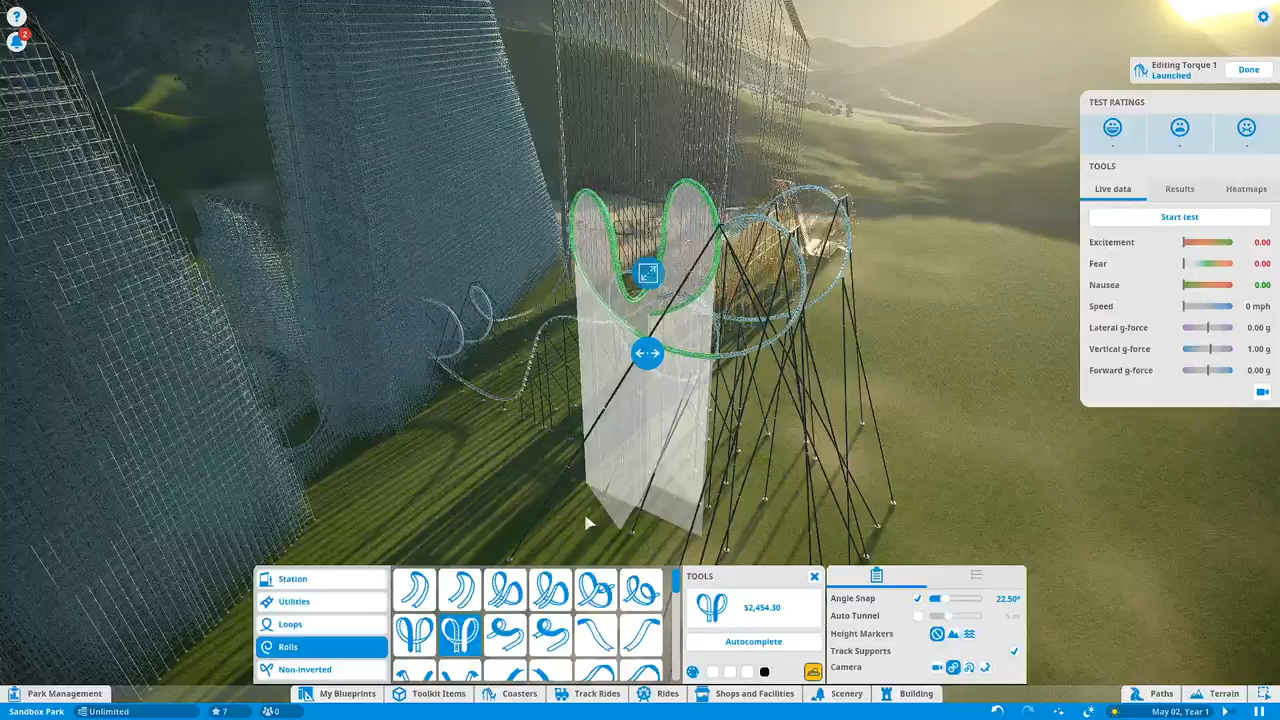 ?
2
Editing Torque 1
Launched
Done
TEST RATINGS
-
-
-
TOOLS
Live data
Results
Heatmaps
Start test
Excitement
0.00
Fear
0.00
Nausea
0.00
Speed
0 mph
Lateral g-force
0.00 g
Vertical g-force
1.00 g
Forward g-force
0.00 g
Station
Utilities
Loops
Rolls
Non-inverted
TOOLS
$2,454.30
Autocomplete
Angle Snap
22.50°
Auto Tunnel
5 m
Height Markers
Track Supports
Camera
Park Management
My Blueprints
Toolkit Items
Coasters
Track Rides
Rides
Shops and Facilities
Scenery
Building
Paths
Terrain
Sandbox Park
Unlimited
7
0
May 02, Year 1